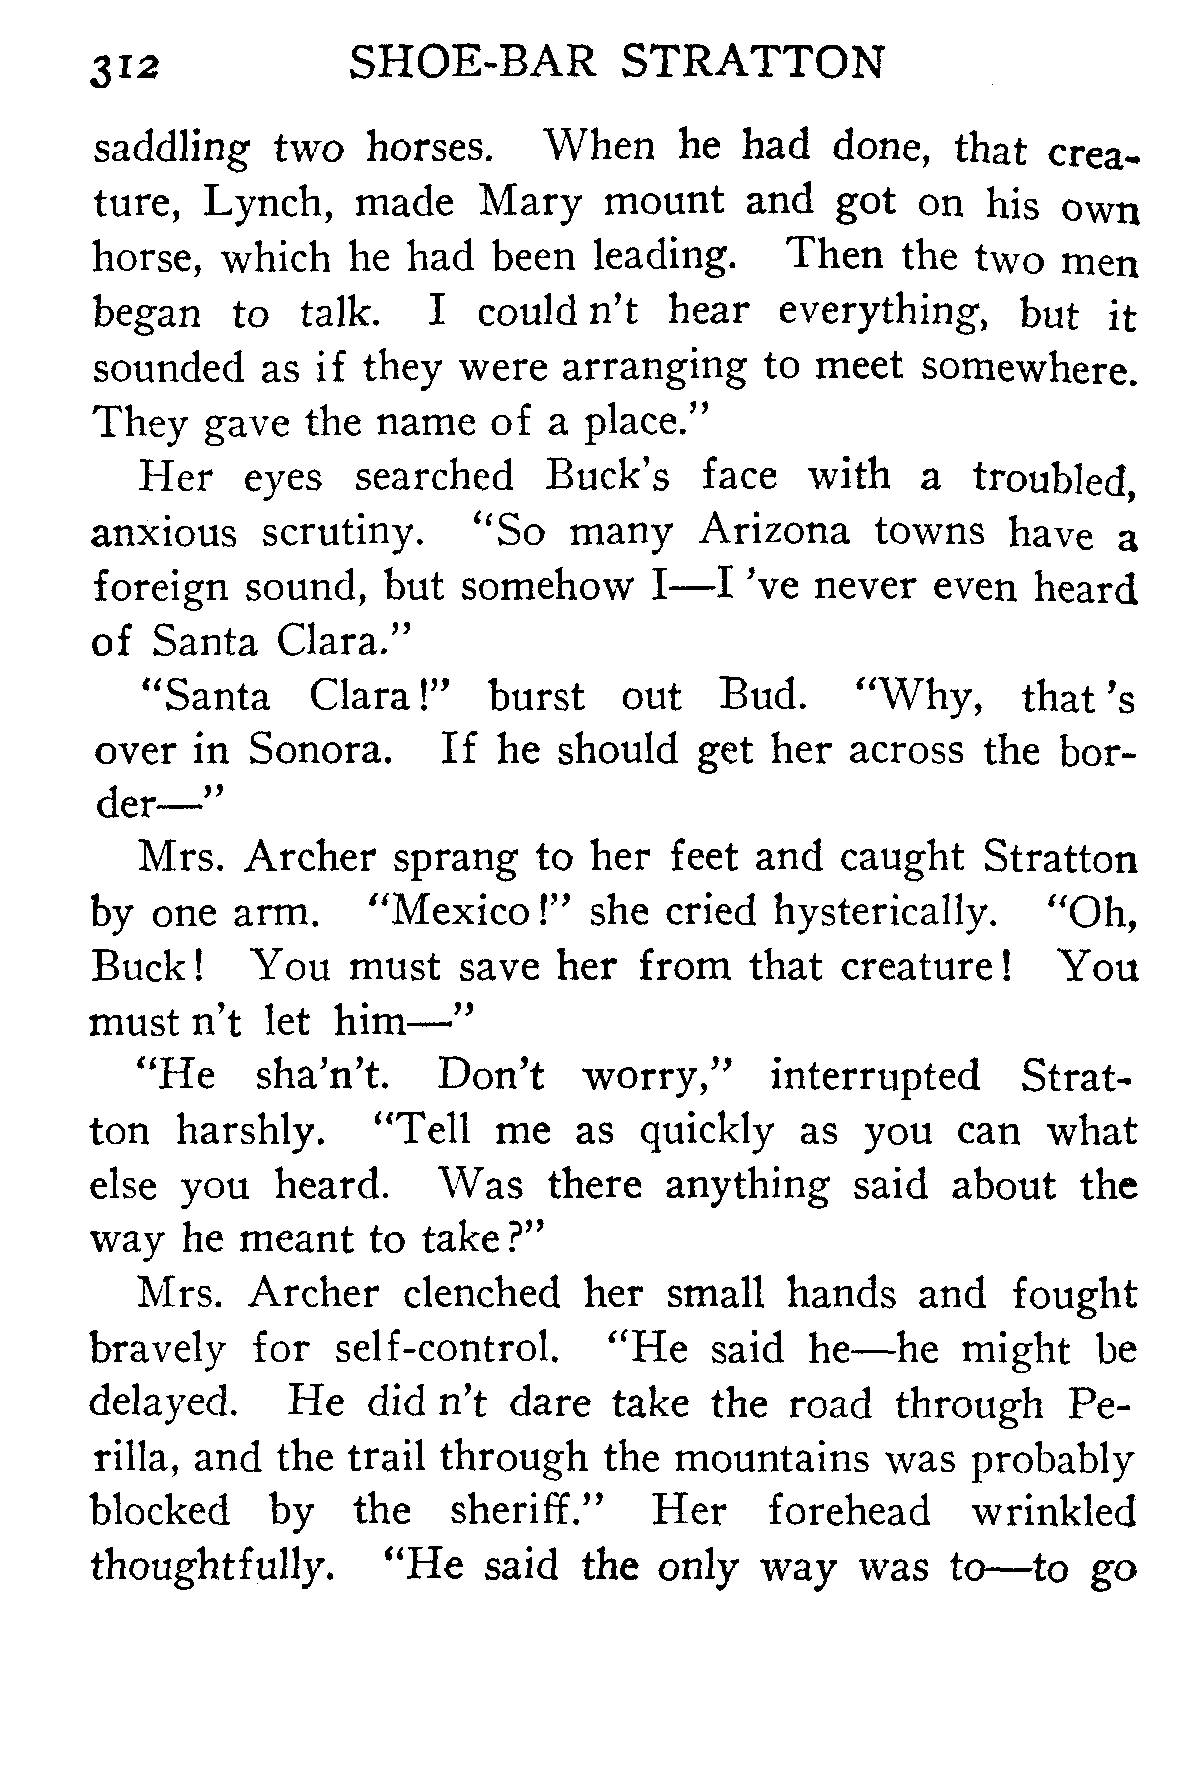 312 SHOE-BAR STRATTON
saddling two horses. When he had done, that crea-
ture, Lynch, made Mary mount and got on his own
horse, which he had been leading. Then the two men
began to talk. I could n't hear everything, but it
sounded as if they were arranging to meet somewhere.
They gave the name of a place."
Her eyes searched Buck's face with a troubled,
anxious scrutiny. "So many Arizona towns have a
foreign sound, but somehow I—I 've never even heard
of Santa Clara."
"Santa Clara!" burst out Bud. "Why, that 's
over in Sonora. If he should get her across the bor-
der—"
Mrs. Archer sprang to her feet and caught Stratton
by one arm. "Mexico!" she cried hysterically. "Oh,
Buck! You must save her from that creature! You
must n't let him—"
"He sha'n't. Don't worry," interrupted Strat-
ton harshly. "Tell me as quickly as you can what
else you heard. Was there anything said about the
way he meant to take?"
Mrs. Archer clenched her small hands and fought
bravely for self-control. "He said he—he might be
delayed. He did n't dare take the road through Pe-
rilla, and the trail through the mountains was probably
blocked by the sheriff." Her forehead wrinkled
thoughtfully. "He said the only way was to—to go